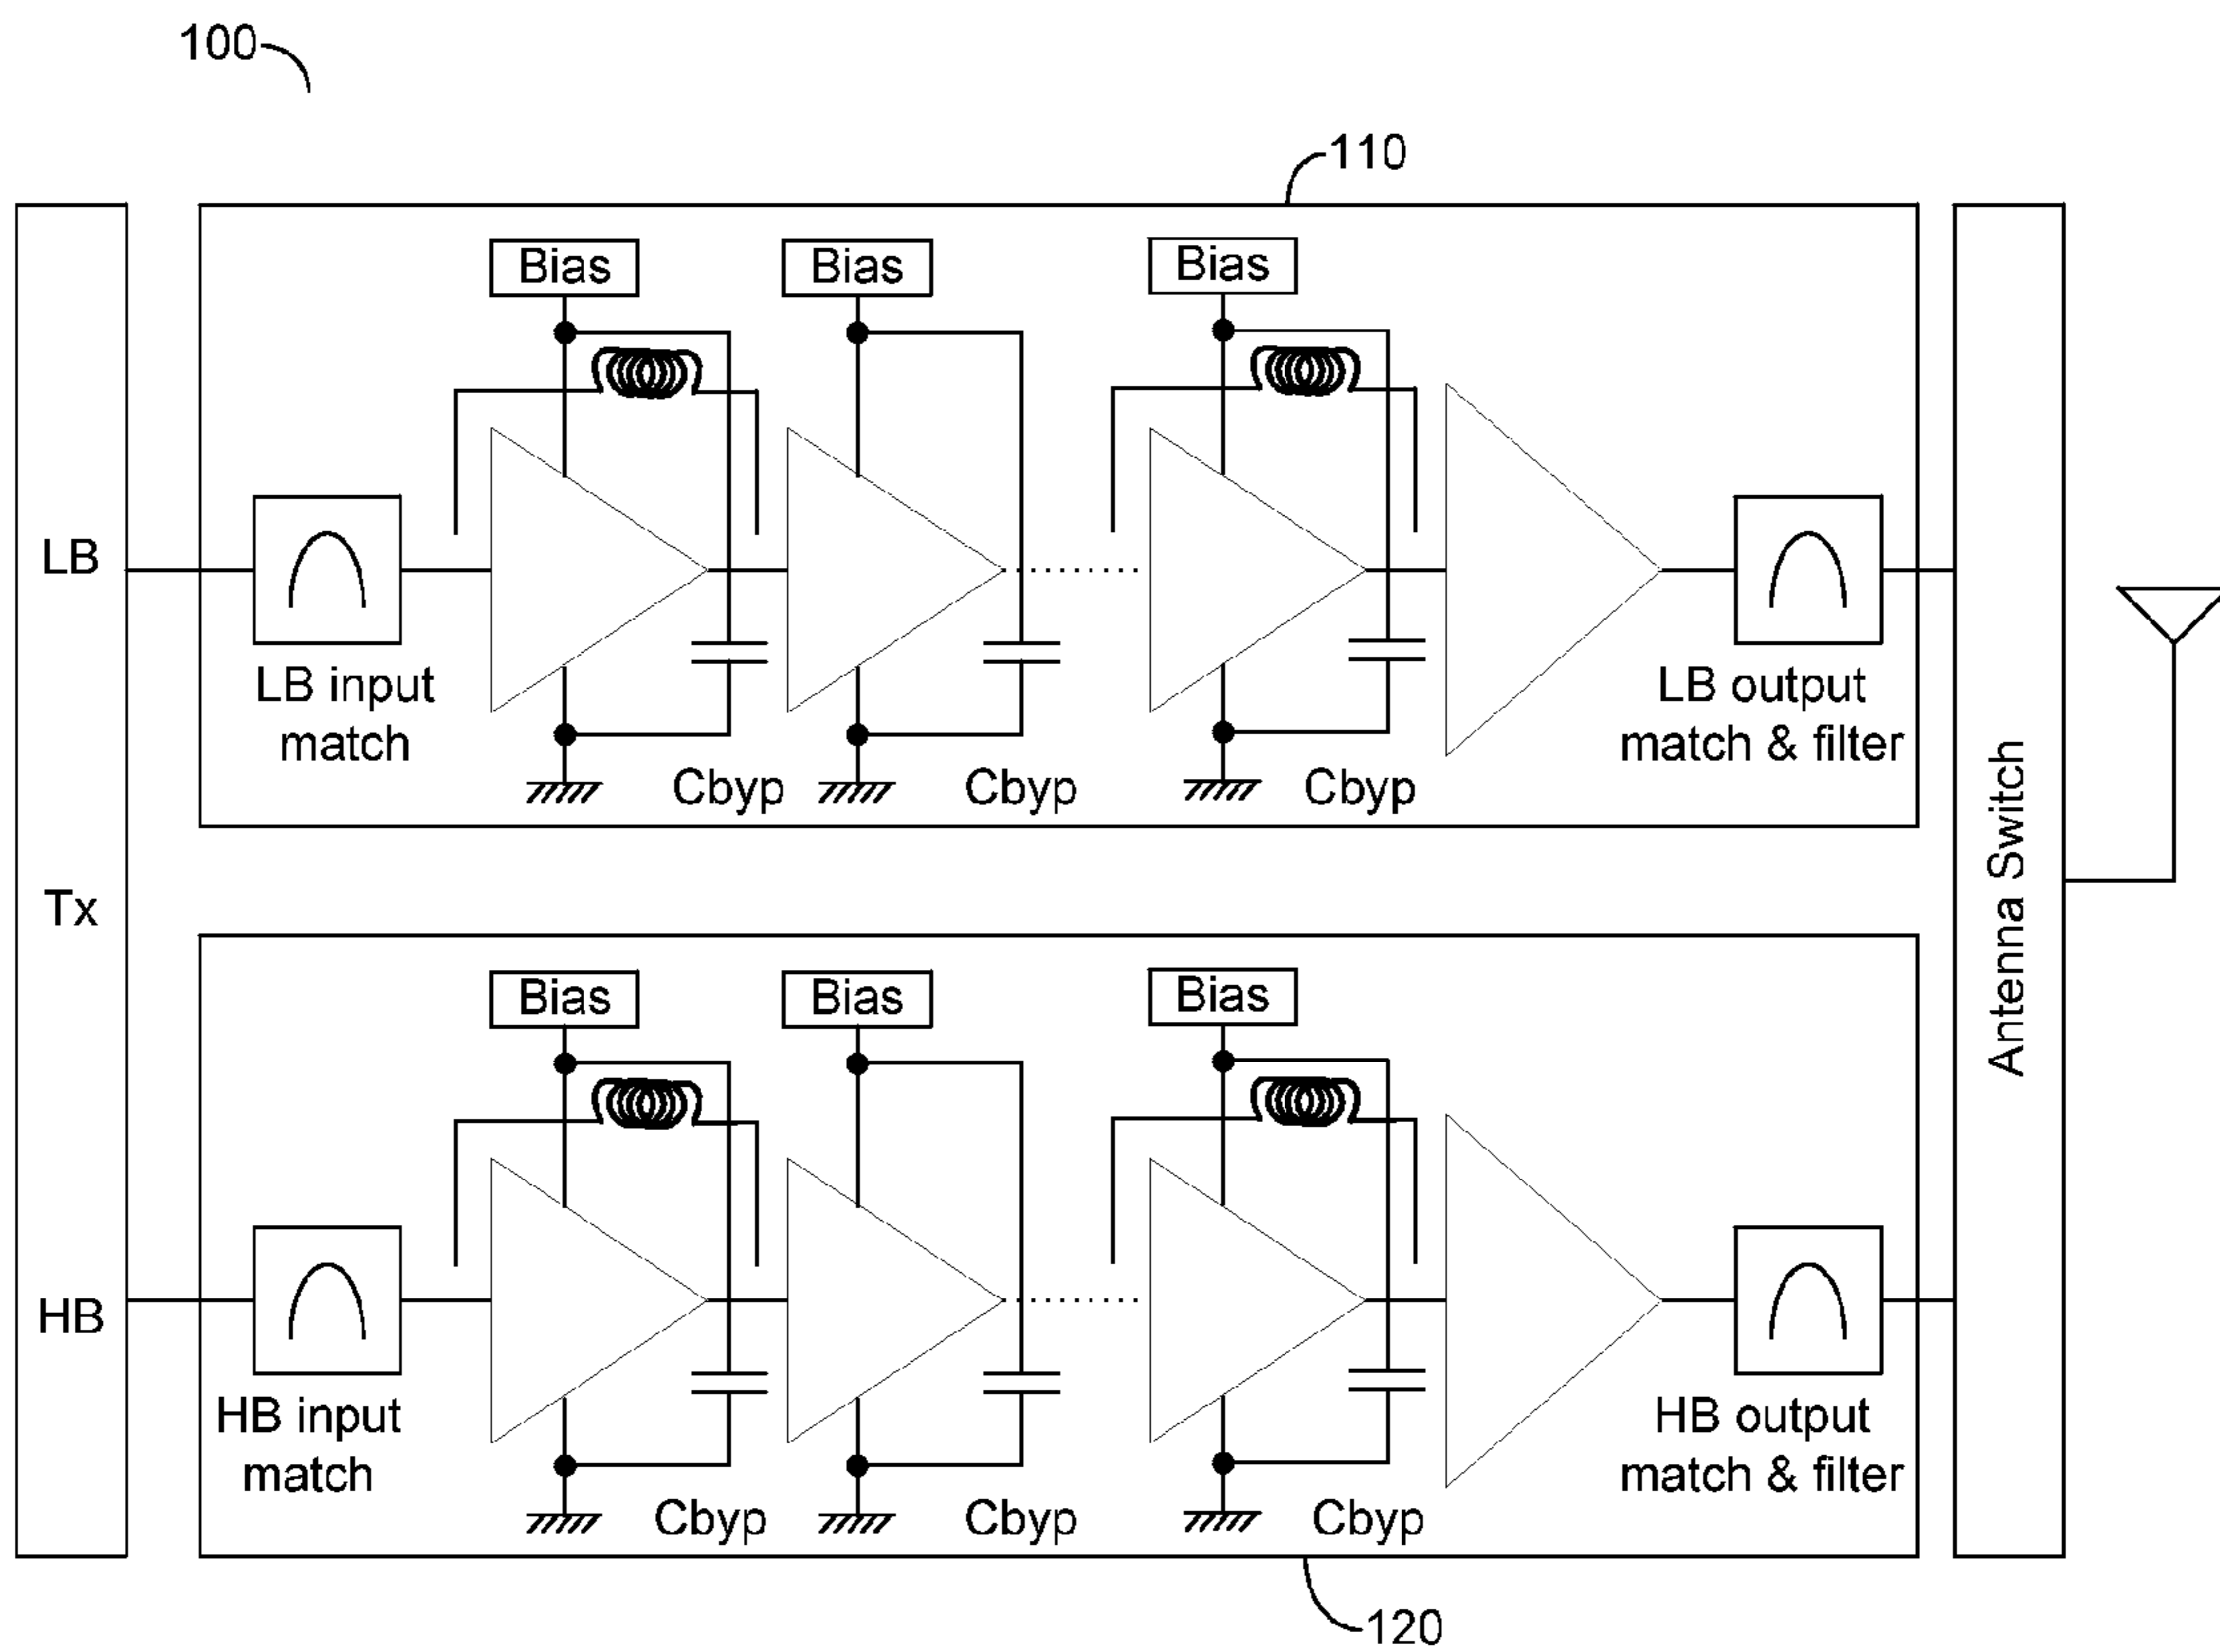 100
110
Bias Bias Bias
LB
LB input
match
LB output
match & filter
Cbyp Cbyp Cbyp
Tx
Antenna Switch
Bias Bias Bias
HB
HB input
match
HB output
match & filter
Cbyp Cbyp Cbyp
120